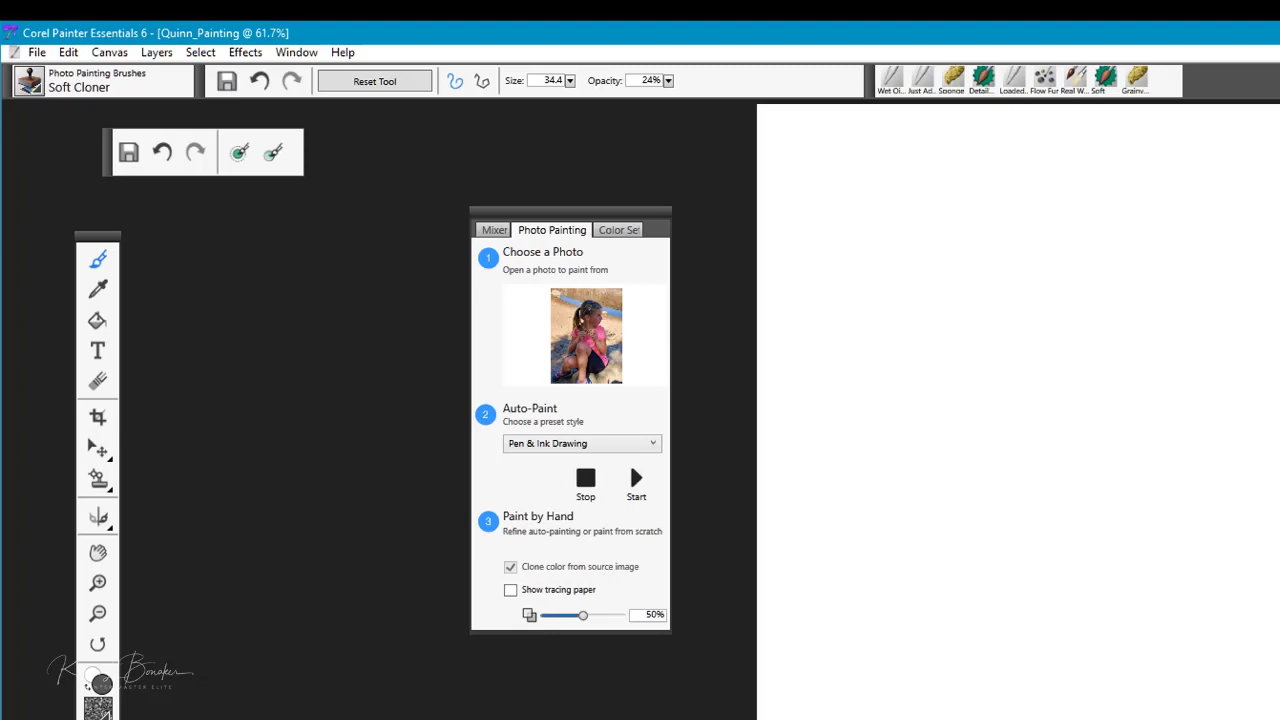 Corel Painter Essentials 6 - [Quinn_Painting @ 61.7%]
File Edit Canvas Layers Select Effects Window Help
Photo Painting Brushes
Soft Cloner
Reset Tool
Size: 34.4
Opacity: 24%
Wet Oi... Just Ad... Sponge Detail... Loaded... Flow Fur Real W... Soft Grainy...
Mixer Photo Painting Color Se
1 Choose a Photo
Open a photo to paint from
2 Auto-Paint
Choose a preset style
Pen & Ink Drawing
Stop Start
3 Paint by Hand
Refine auto-painting or paint from scratch
Clone color from source image
Show tracing paper
50%
Bonaker
MASTER ELITE